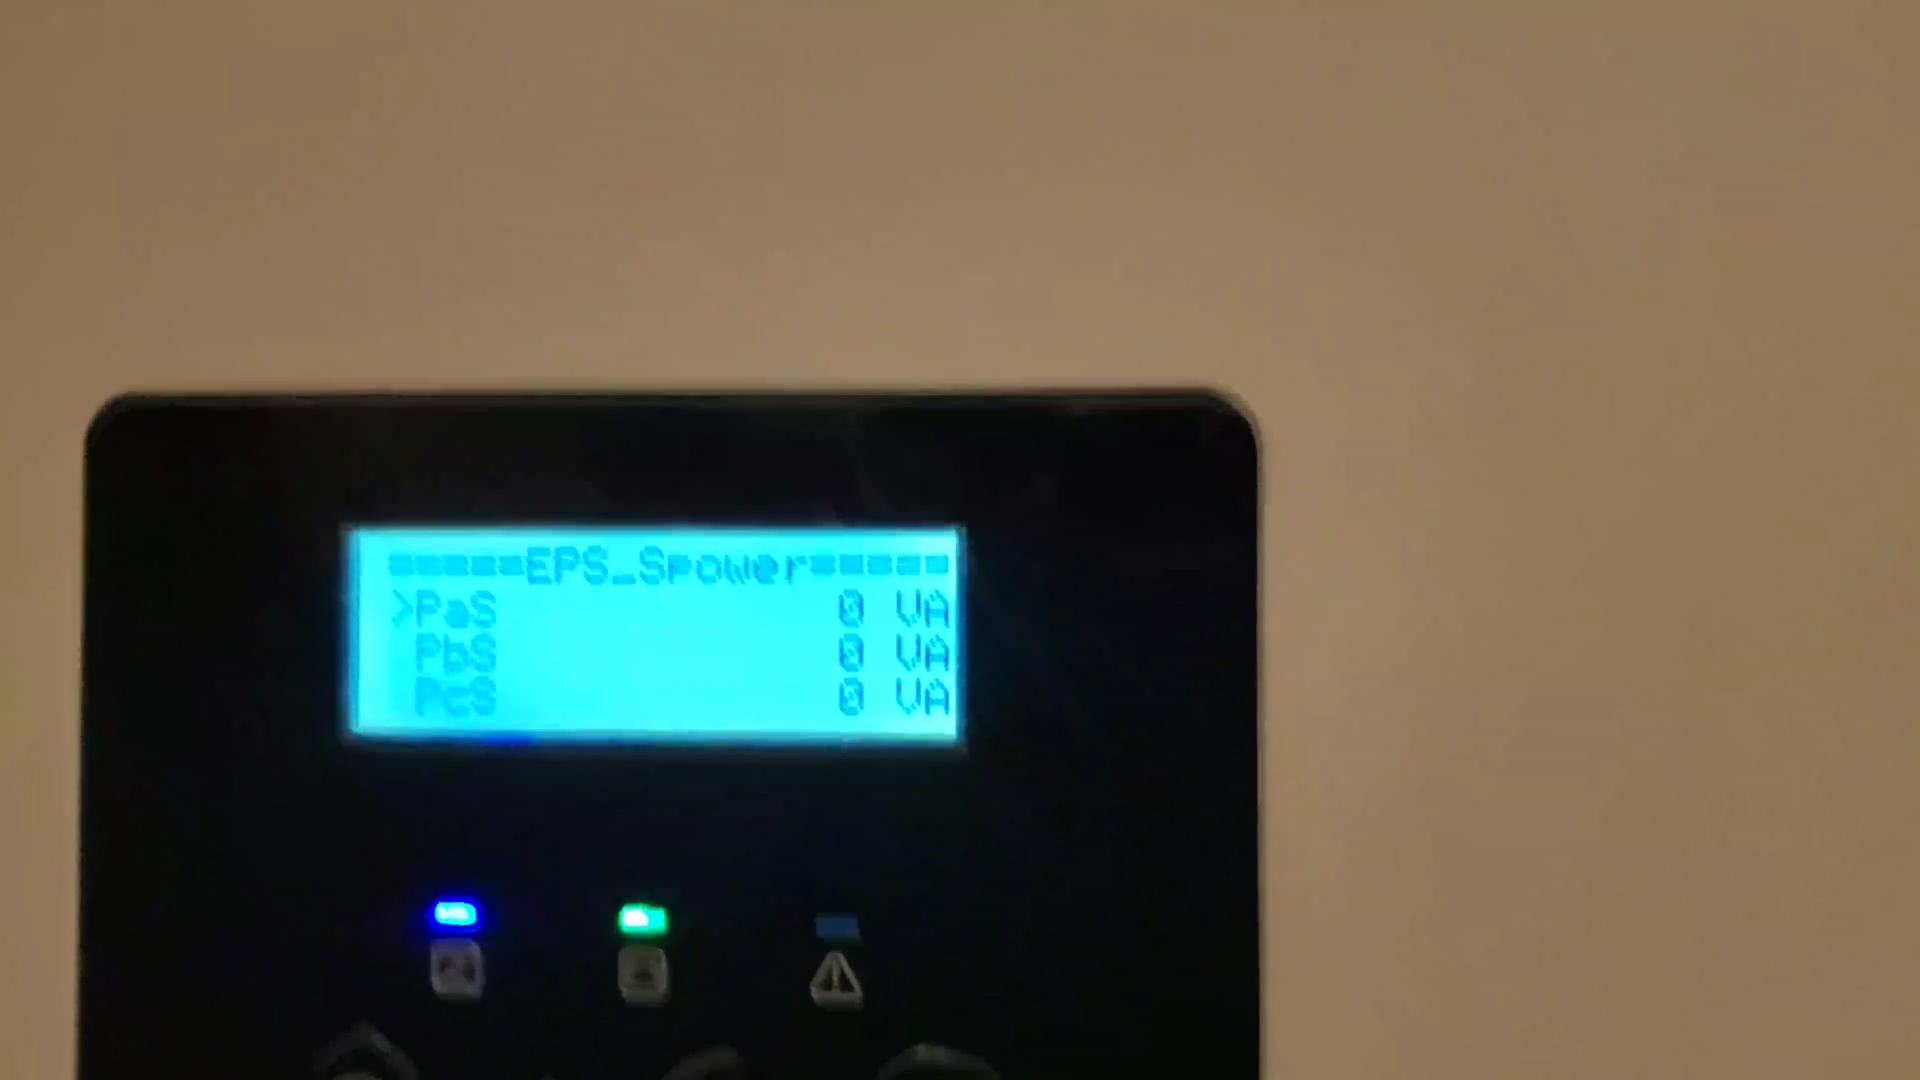 =====EPS_Spower=====
>PaS 0 VA
PbS 0 VA
PcS 0 VA